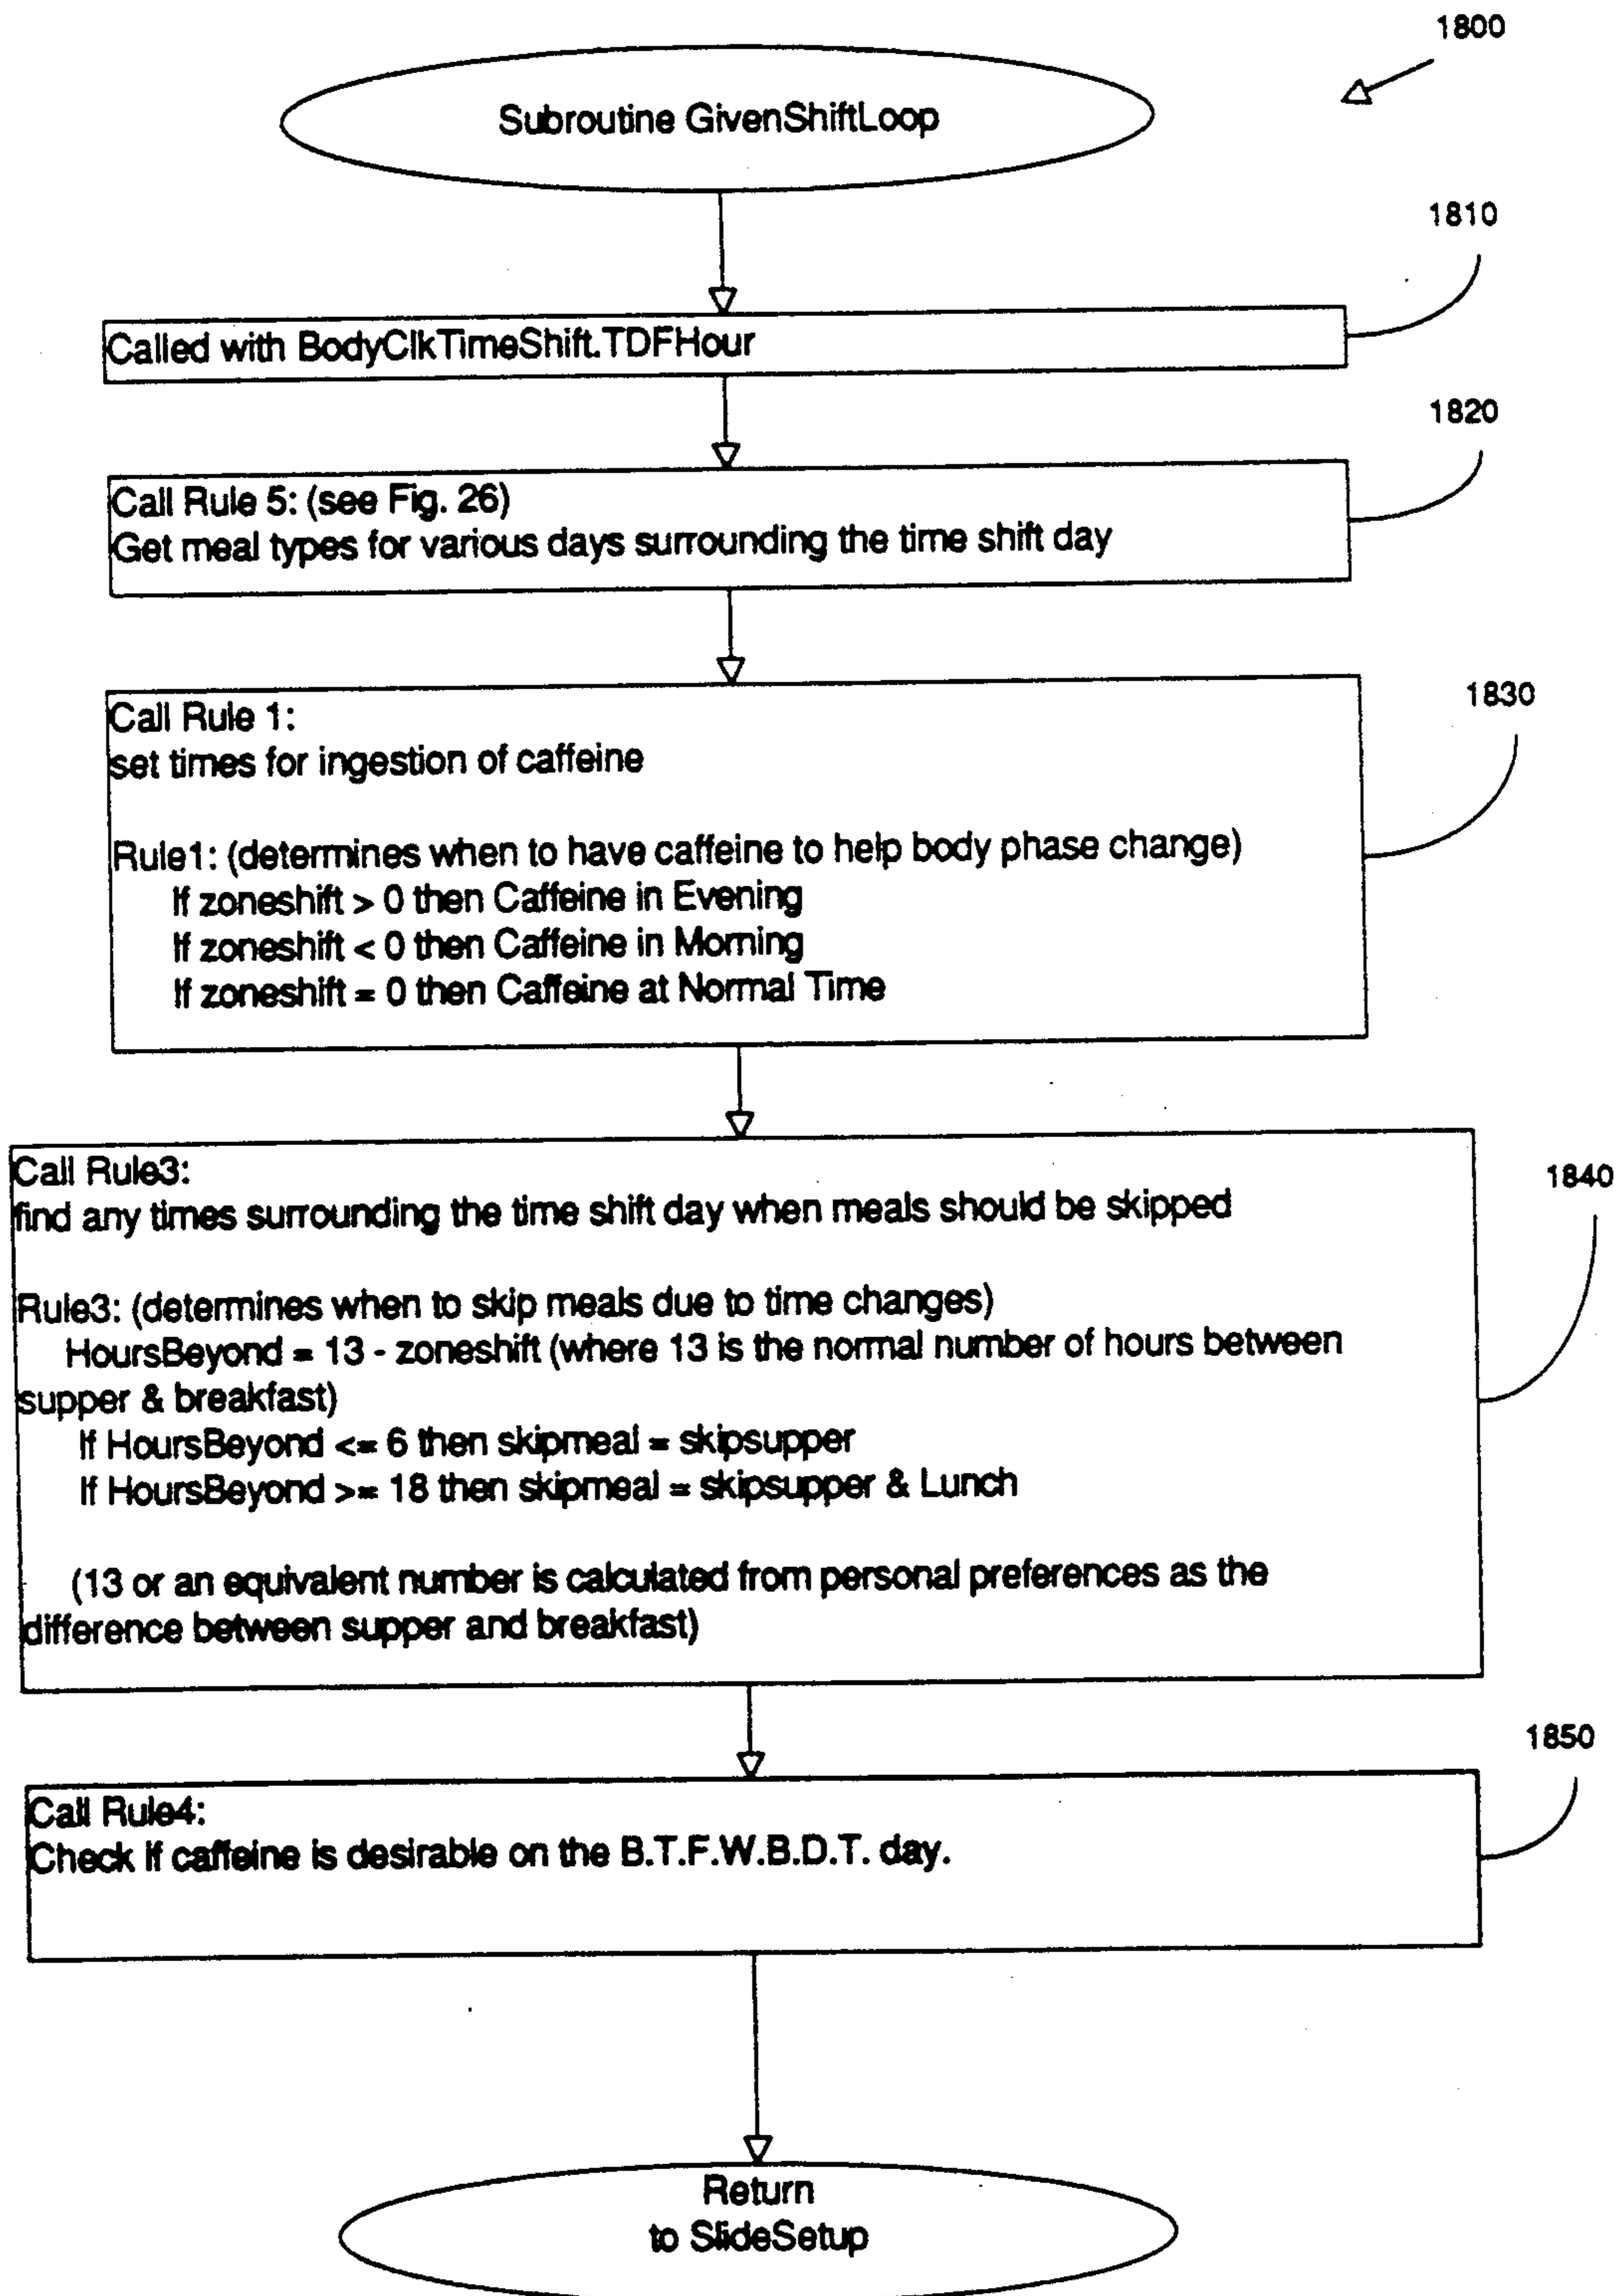 1800
Subroutine GivenShiftLoop
1810
Called with BodyClkTimeShift.TDFHour
1820
Call Rule 5: (see Fig. 26)
Get meal types for various days surrounding the time shift day
1830
Call Rule 1:
set times for ingestion of caffeine
Rule1: (determines when to have caffeine to help body phase change)
If zoneshift > 0 then Caffeine in Evening
If zoneshift < 0 then Caffeine in Morning
If zoneshift = 0 then Caffeine at Normal Time
1840
Call Rule3:
find any times surrounding the time shift day when meals should be skipped
Rule3: (determines when to skip meals due to time changes)
HoursBeyond = 13 - zoneshift (where 13 is the normal number of hours between
supper & breakfast)
If HoursBeyond <= 6 then skipmeal = skipsupper
If HoursBeyond >= 18 then skipmeal = skipsupper & Lunch
(13 or an equivalent number is calculated from personal preferences as the
difference between supper and breakfast)
1850
Call Rule4:
Check if caffeine is desirable on the B.T.F.W.B.D.T. day.
Return
to SlideSetup